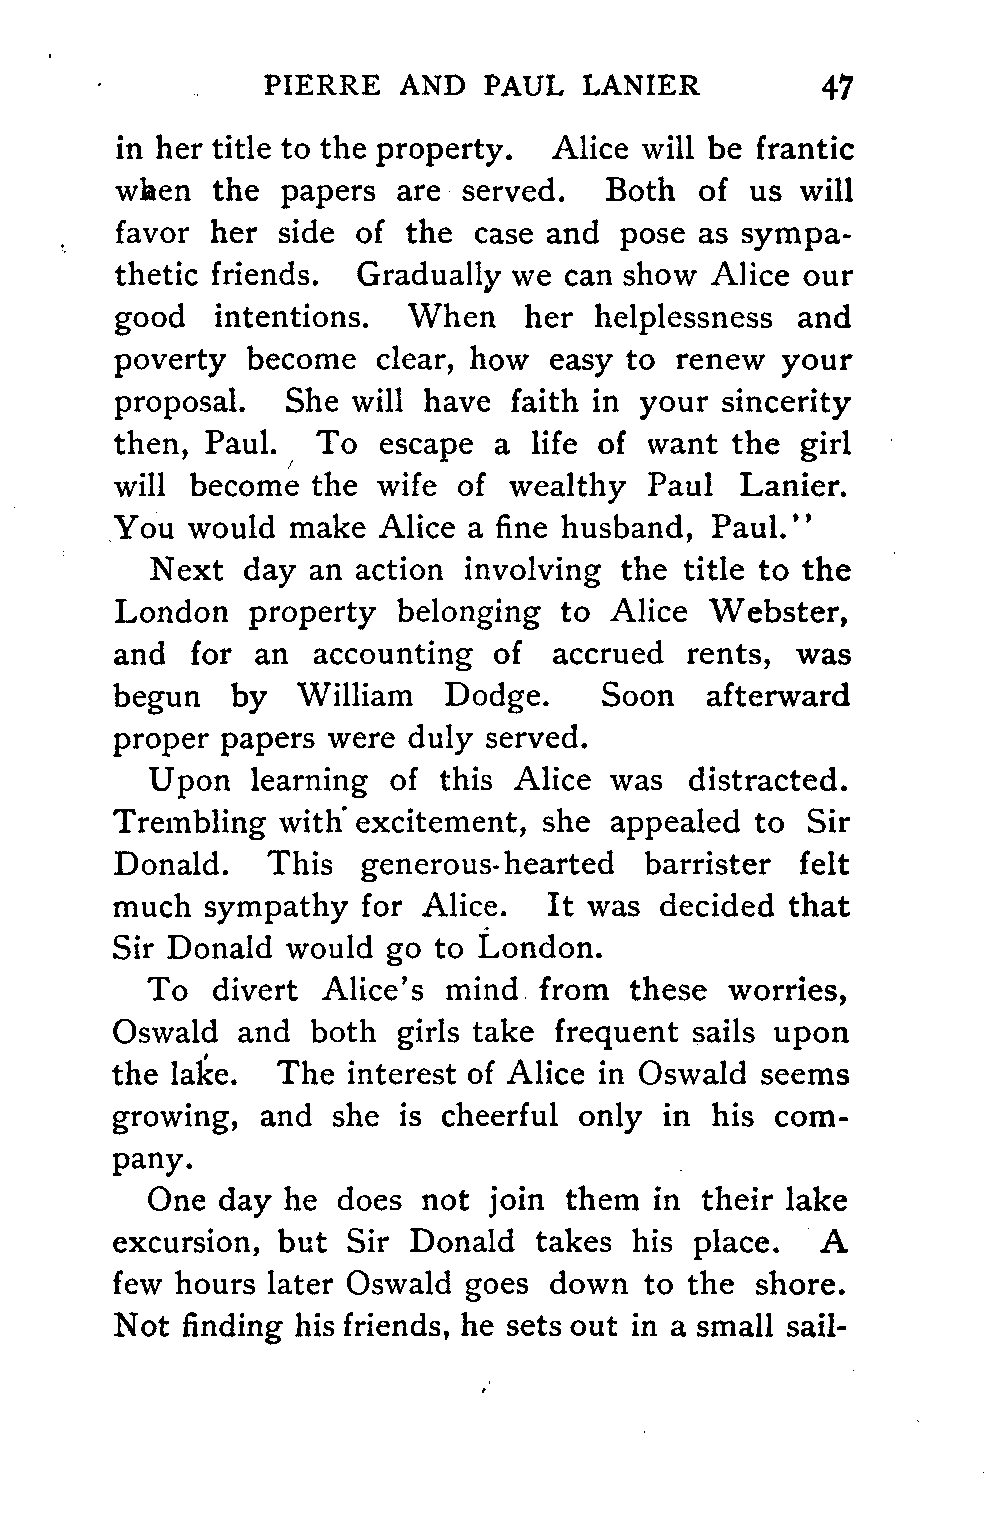 PIERRE AND PAUL LANIER 47
in her title to the property. Alice will be frantic
when the papers are served. Both of us will
favor her side of the case and pose as sympa-
thetic friends. Gradually we can show Alice our
good intentions. When her helplessness and
poverty become clear, how easy to renew your
proposal. She will have faith in your sincerity
then, Paul. To escape a life of want the girl
will become the wife of wealthy Paul Lanier.
You would make Alice a fine husband, Paul.''
Next day an action involving the title to the
London property belonging to Alice Webster,
and for an accounting of accrued rents, was
begun by William Dodge. Soon afterward
proper papers were duly served.
Upon learning of this Alice was distracted.
Trembling with excitement, she appealed to Sir
Donald. This generous-hearted barrister felt
much sympathy for Alice. It was decided that
Sir Donald would go to London.
To divert Alice's mind from these worries,
Oswald and both girls take frequent sails upon
the lake. The interest of Alice in Oswald seems
growing, and she is cheerful only in his com-
pany.
One day he does not join them in their lake
excursion, but Sir Donald takes his place. A
few hours later Oswald goes down to the shore.
Not finding his friends, he sets out in a small sail-